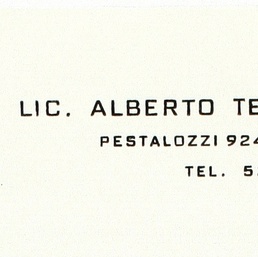 LIC. ALBERTO TE
PESTALOZZI 924
TEL. 5.